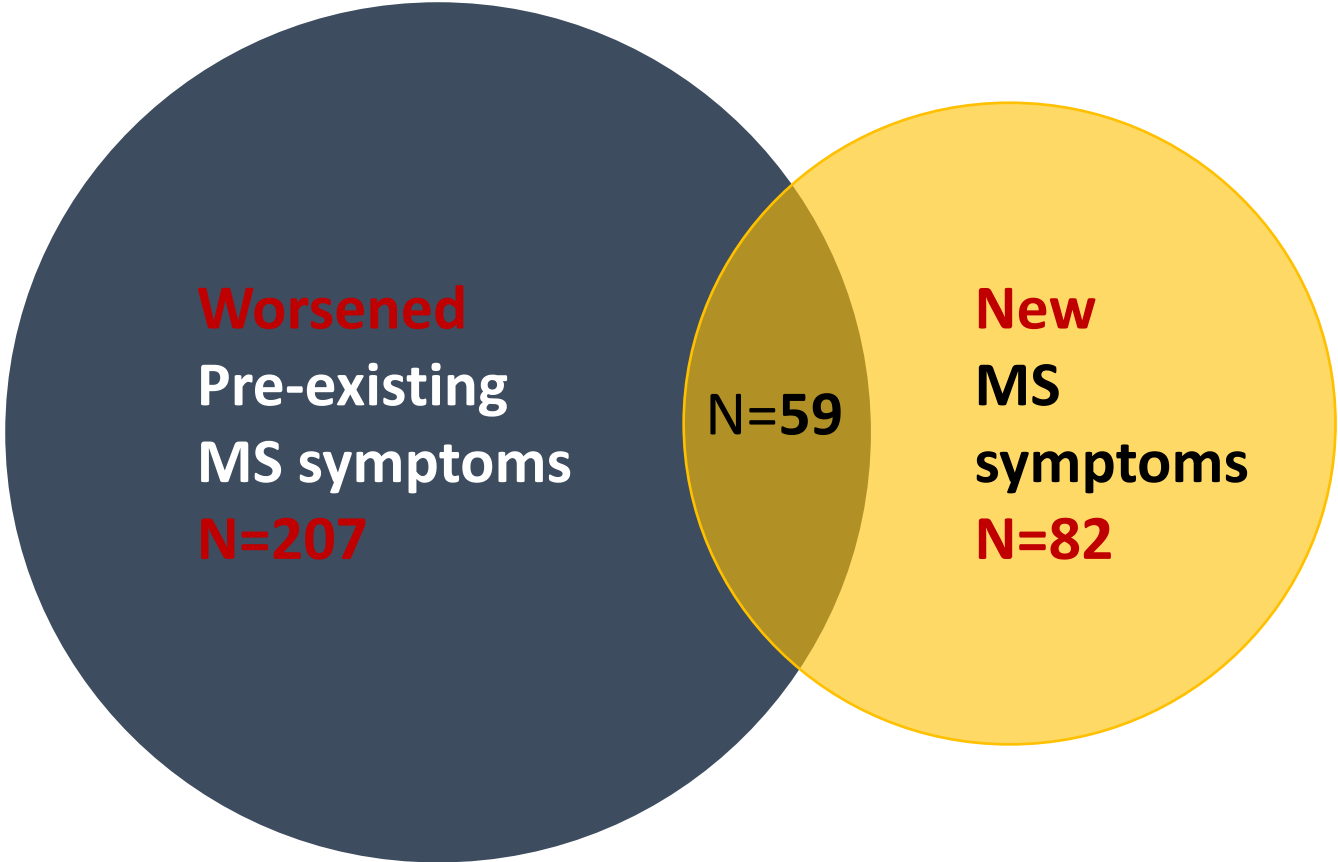 Worsened
Pre-existing
MS symptoms
N=207
N=59
New
MS
symptoms
N=82